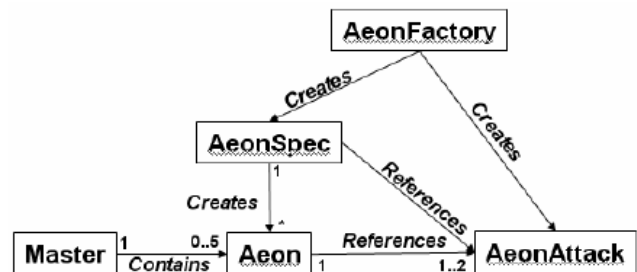 AeonFactory
Creates
Creates
AeonSpec
References
1
Creates
*
Master
1
0..5
Contains
Aeon
References
1
1..2
AeonAttack